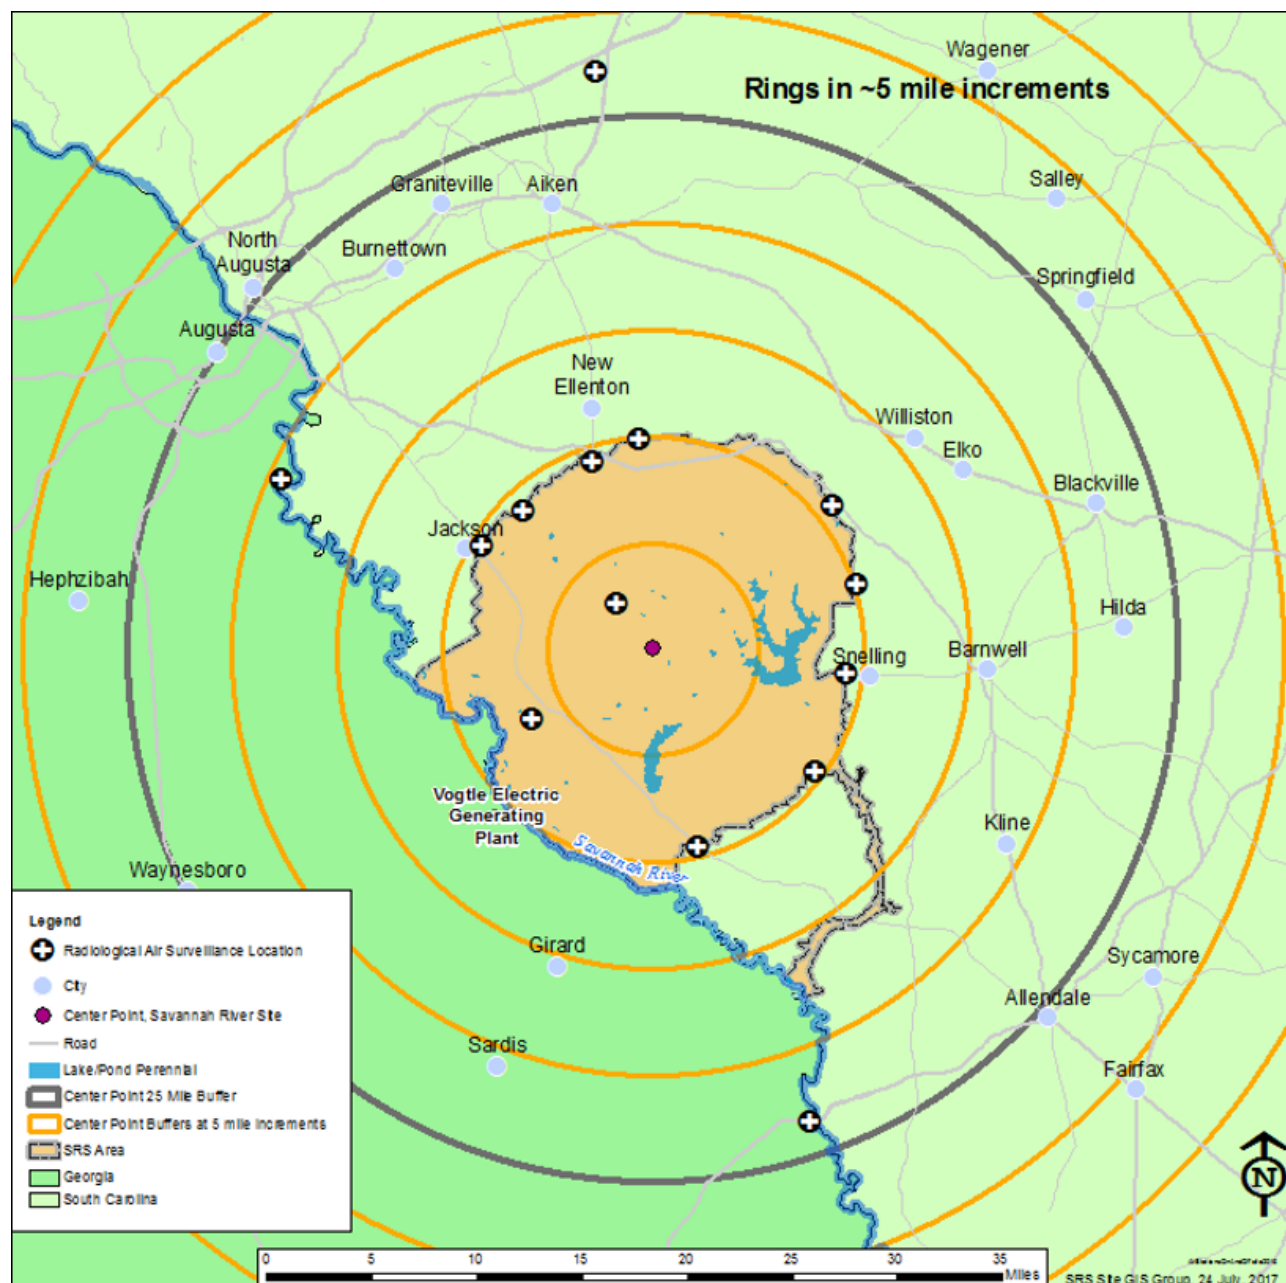 Wagener
Rings in ~5 mile increments
Graniteville
Aiken
Salley
North
Augusta
Burnettown
Springfield
Augusta
New
Ellenton
Williston
Elko
Blackville
Jackson
Hephzibah
Hilda
Snelling
Barnwell
Vogtle Electric
Generating
Plant
Savannah River
Kline
Waynesboro
Girard
Sycamore
Allendale
Sardis
Fairfax
Legend
Radiological Air Surveillance Location
City
Center Point, Savannah River Site
Road
Lake/Pond Perennial
Center Point 25 Mile Buffer
Center Point Buffers at 5 mile increments
SRS Area
Georgia
South Carolina
N
0 5 10 15 20 25 30 35
Miles
SRS Site GIS Group, 24 July, 2017